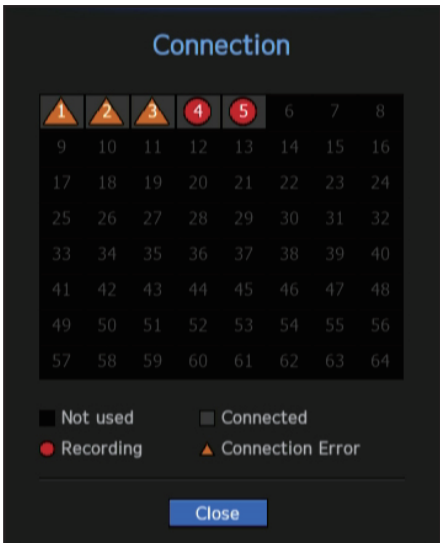 Connection
1 2 3 4 5 6 7 8
9 10 11 12 13 14 15 16
17 18 19 20 21 22 23 24
25 26 27 28 29 30 31 32
33 34 35 36 37 38 39 40
41 42 43 44 45 46 47 48
49 50 51 52 53 54 55 56
57 58 59 60 61 62 63 64
Not used Connected
Recording Connection Error
Close